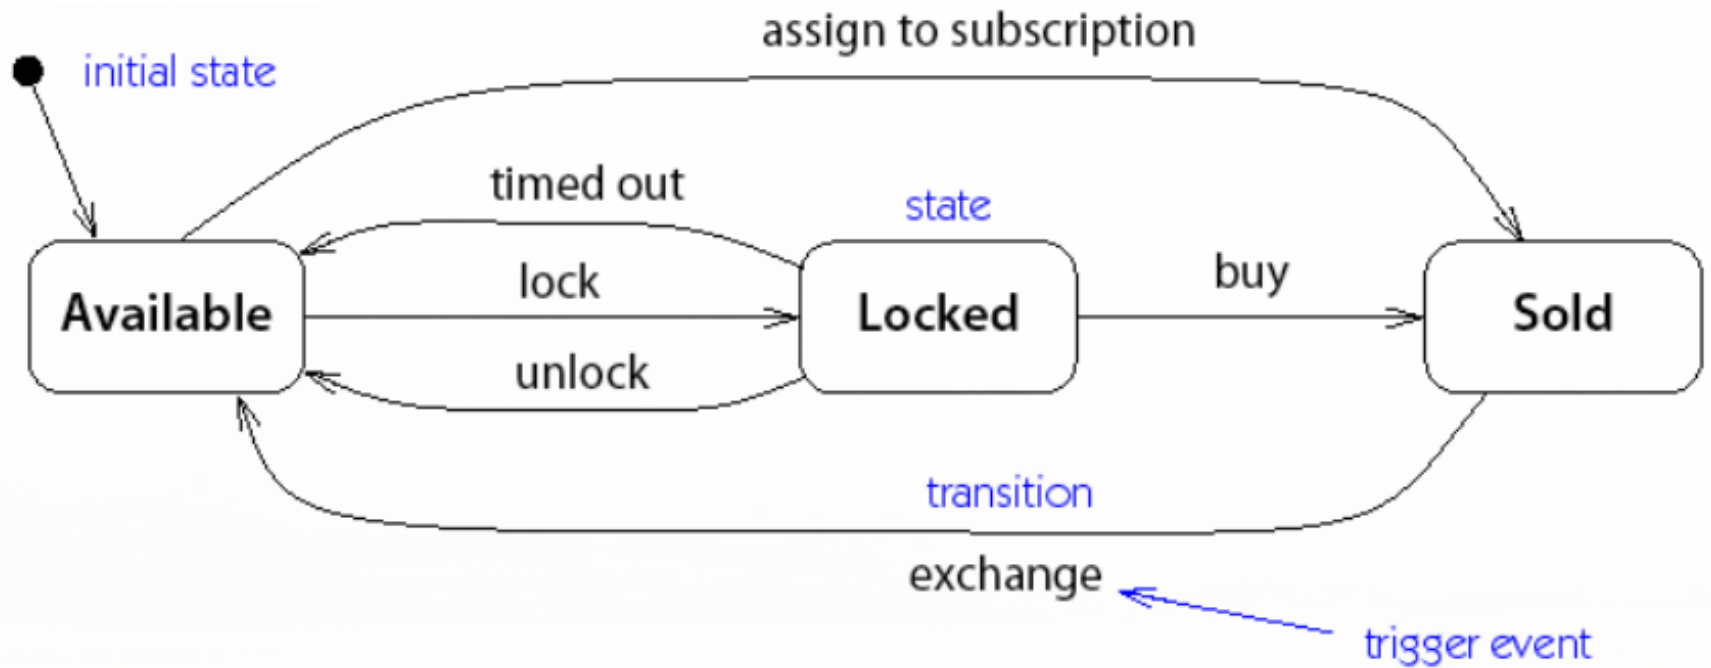 assign to subscription
initial state
timed out
state
lock
buy
Available
Locked
Sold
unlock
transition
exchange
trigger event